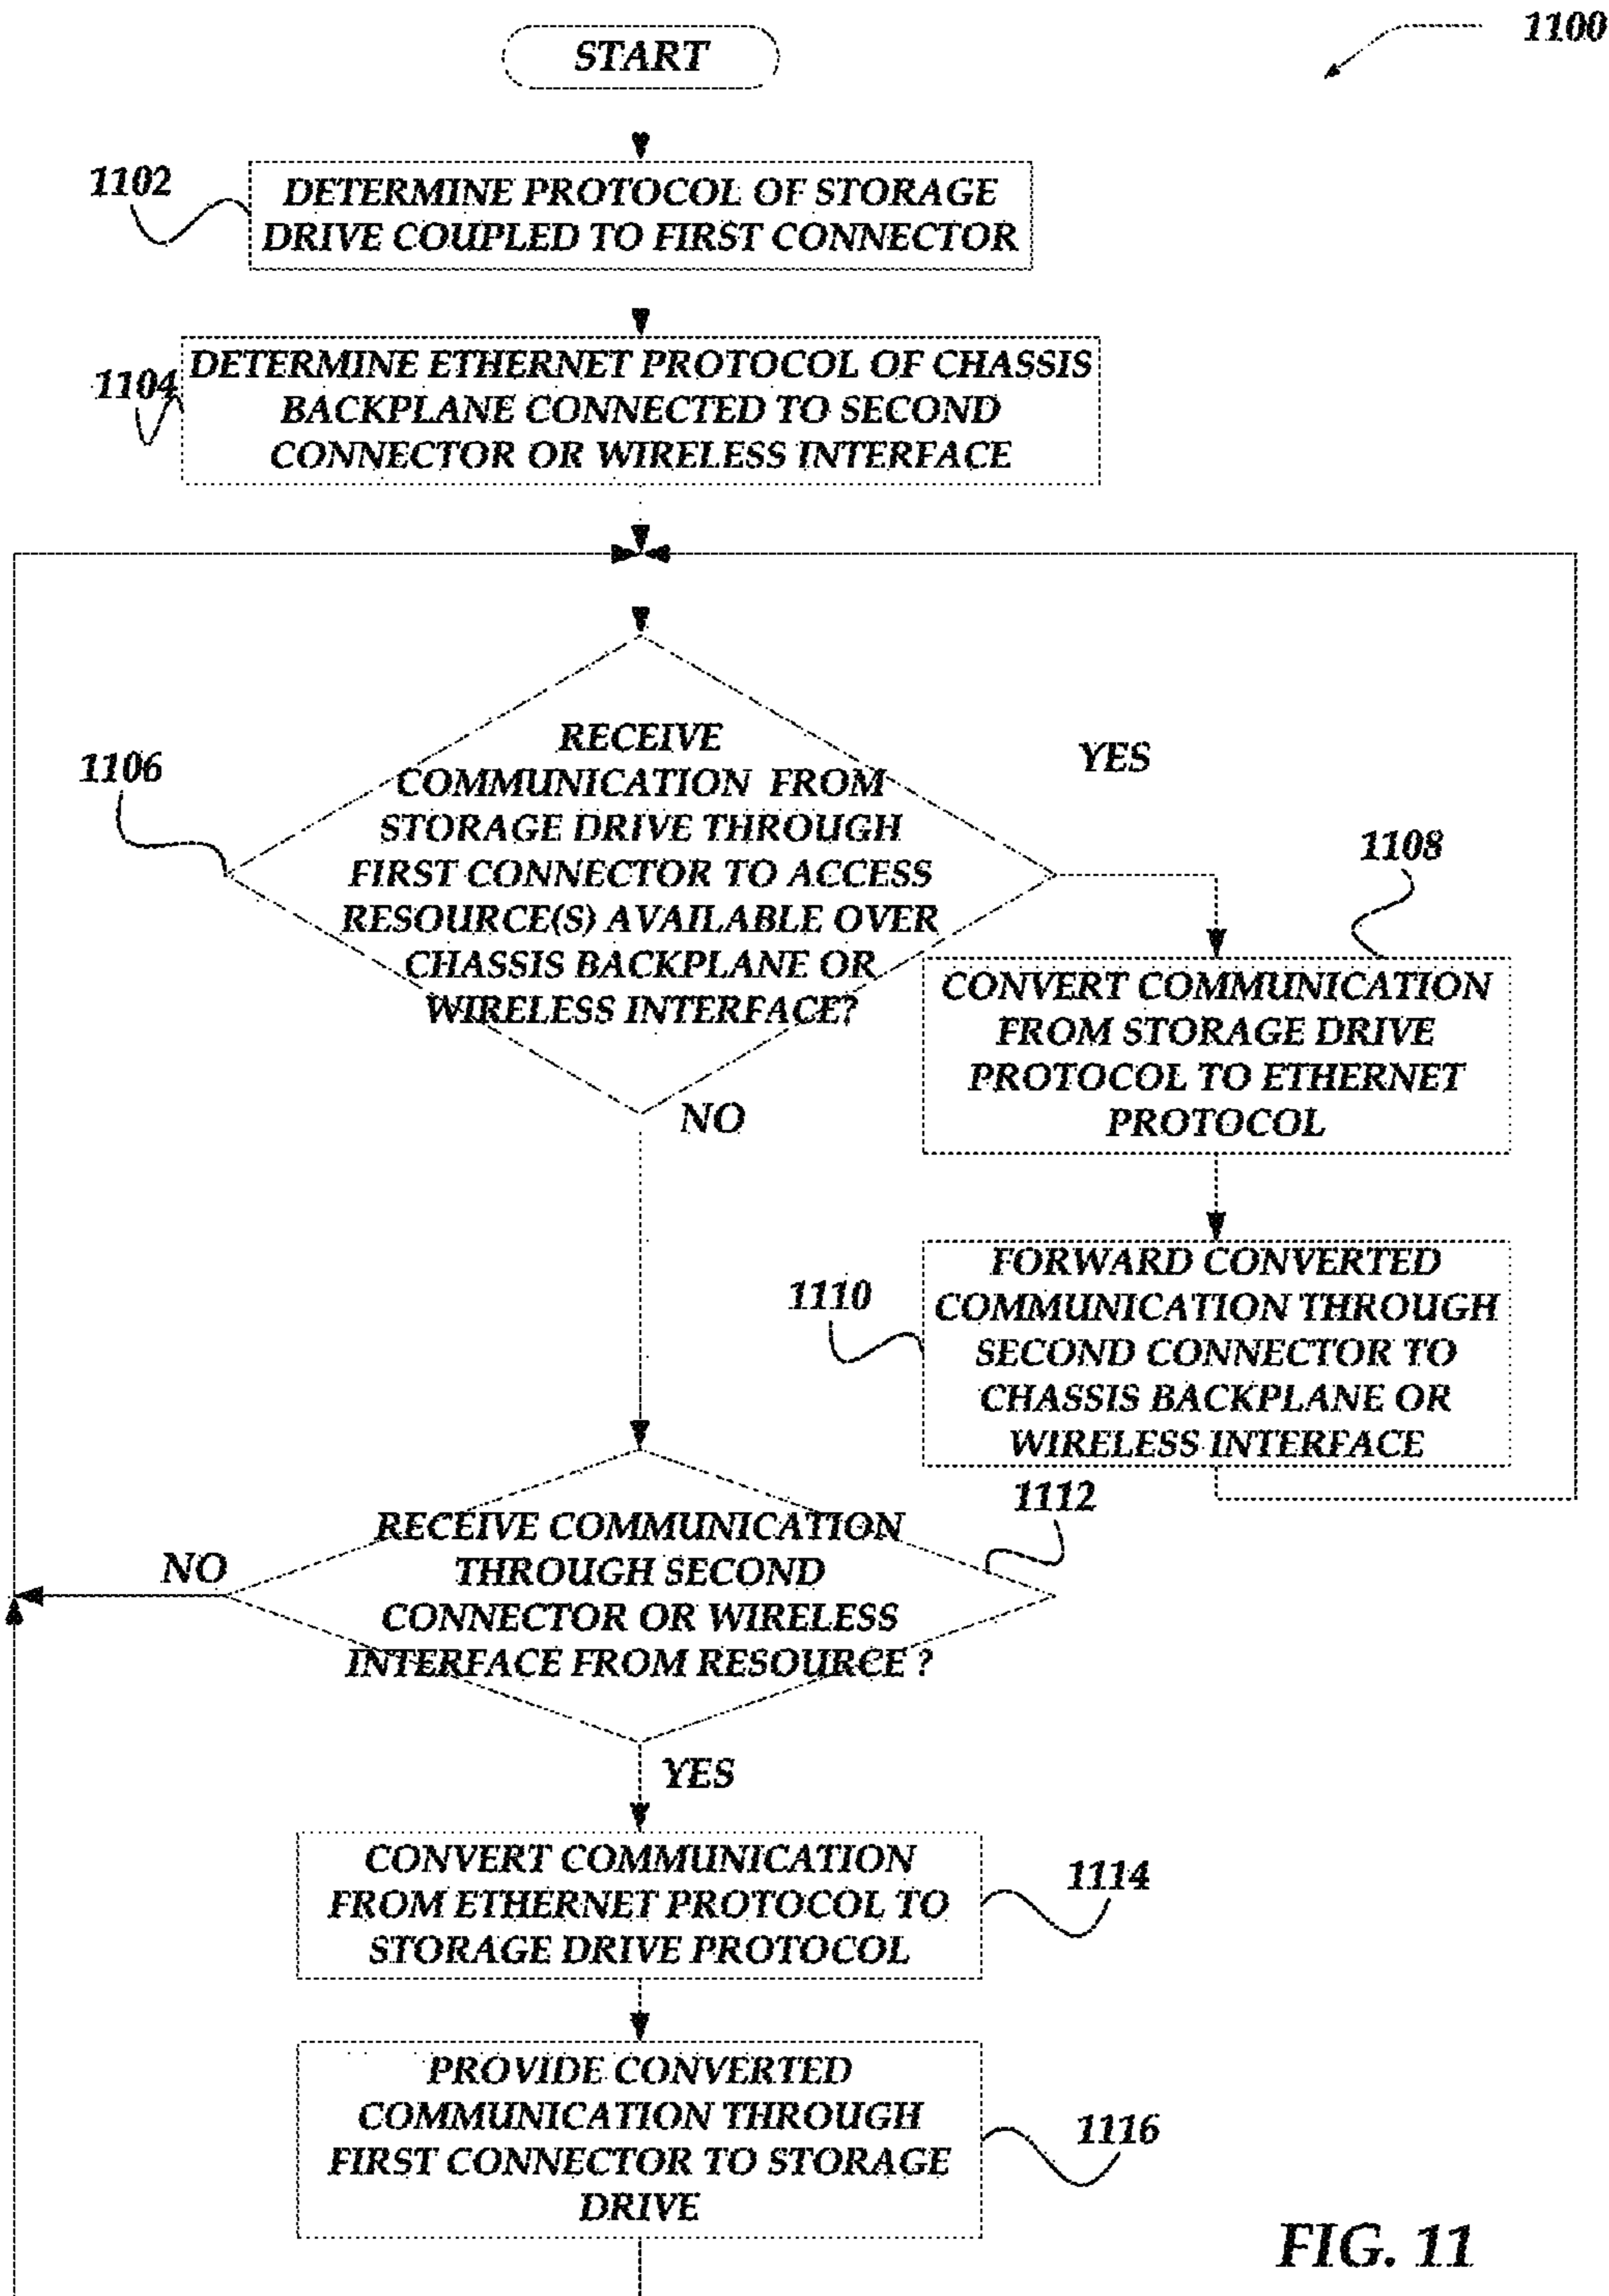 1100
START
1102
DETERMINE PROTOCOL OF STORAGE
DRIVE COUPLED TO FIRST CONNECTOR
1104
DETERMINE ETHERNET PROTOCOL OF CHASSIS
BACKPLANE CONNECTED TO SECOND
CONNECTOR OR WIRELESS INTERFACE
1106
RECEIVE
COMMUNICATION FROM
STORAGE DRIVE THROUGH
FIRST CONNECTOR TO ACCESS
RESOURCE(S) AVAILABLE OVER
CHASSIS BACKPLANE OR
WIRELESS INTERFACE?
YES
NO
1108
CONVERT COMMUNICATION
FROM STORAGE DRIVE
PROTOCOL TO ETHERNET
PROTOCOL
1110
FORWARD CONVERTED
COMMUNICATION THROUGH
SECOND CONNECTOR TO
CHASSIS BACKPLANE OR
WIRELESS INTERFACE
1112
RECEIVE COMMUNICATION
THROUGH SECOND
CONNECTOR OR WIRELESS
INTERFACE FROM RESOURCE ?
NO
YES
CONVERT COMMUNICATION
FROM ETHERNET PROTOCOL TO
STORAGE DRIVE PROTOCOL
1114
PROVIDE CONVERTED
COMMUNICATION THROUGH
FIRST CONNECTOR TO STORAGE
DRIVE
1116
FIG. 11